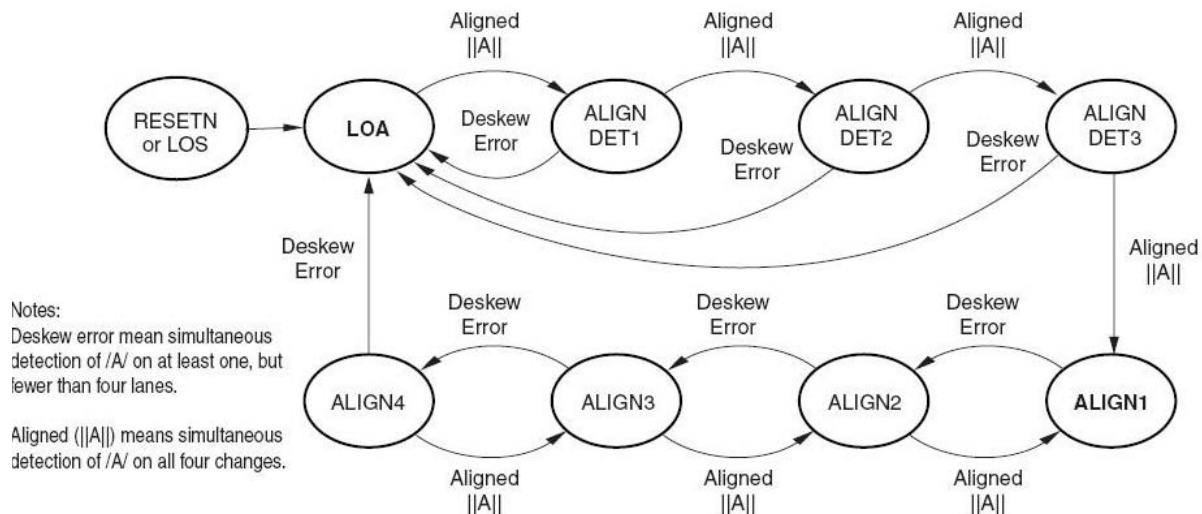 Aligned
||A||
Aligned
||A||
Aligned
||A||
RESETN
or LOS
LOA
Deskew
Error
ALIGN
DET1
Deskew
Error
ALIGN
DET2
Deskew
Error
ALIGN
DET3
Deskew
Error
Aligned
||A||
Notes:
Deskew error mean simultaneous
detection of /A/ on at least one, but
fewer than four lanes.
Aligned (||A||) means simultaneous
detection of /A/ on all four changes.
Deskew
Error
Deskew
Error
Deskew
Error
ALIGN4
ALIGN3
ALIGN2
ALIGN1
Aligned
||A||
Aligned
||A||
Aligned
||A||